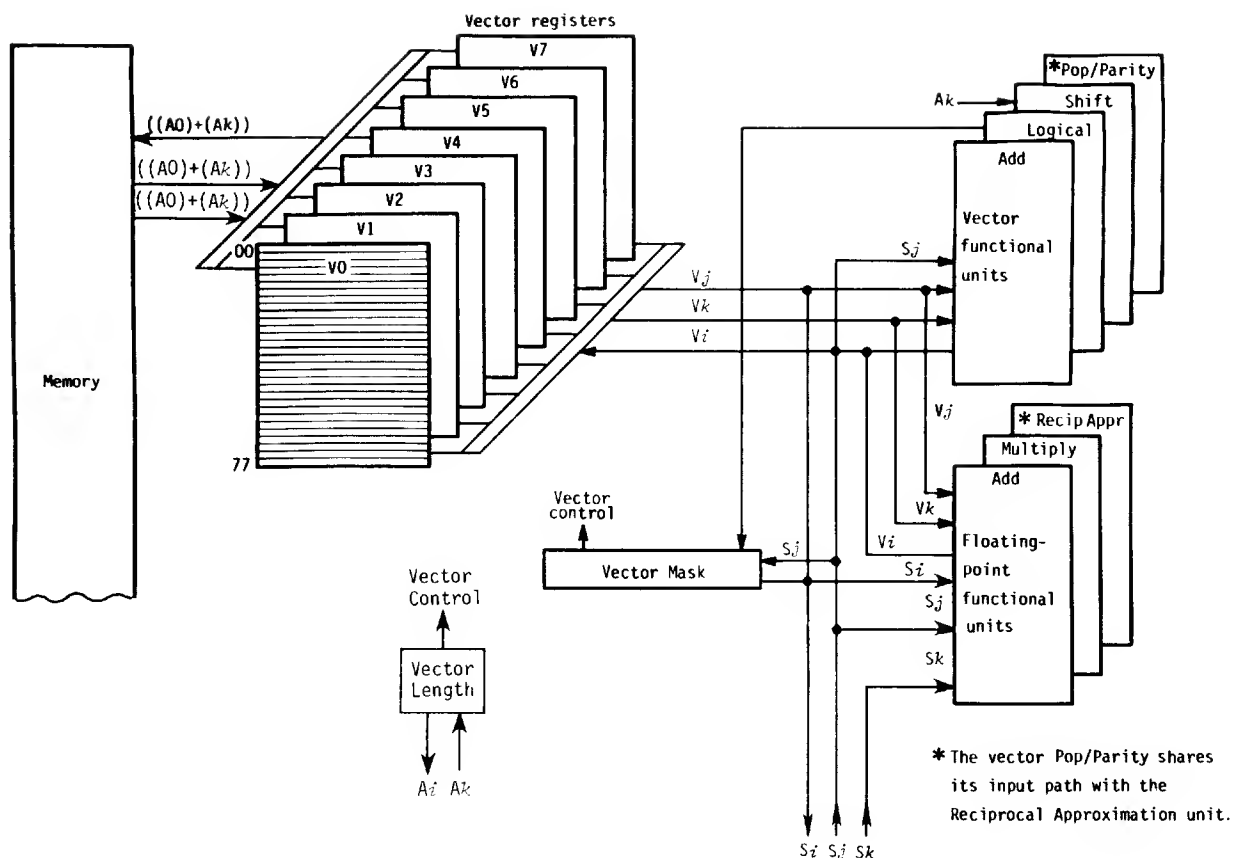 Vector registers
V7
V6
V5
V4
V3
V2
V1
V0
00
77
Memory
((A0)+(Ak))
((A0)+(Ak))
((A0)+(Ak))
*Pop/Parity
Shift
Logical
Add
Ak
Vector
functional
units
Sj
Vj
Vk
Vi
Vj
* Recip Appr
Multiply
Add
Floating-
point
functional
units
Vk
Vi
Si
Sj
Sk
Vector
control
Sj
Vector Mask
Vector
Control
Vector
Length
Ai Ak
Si Sj Sk
* The vector Pop/Parity shares
its input path with the
Reciprocal Approximation unit.